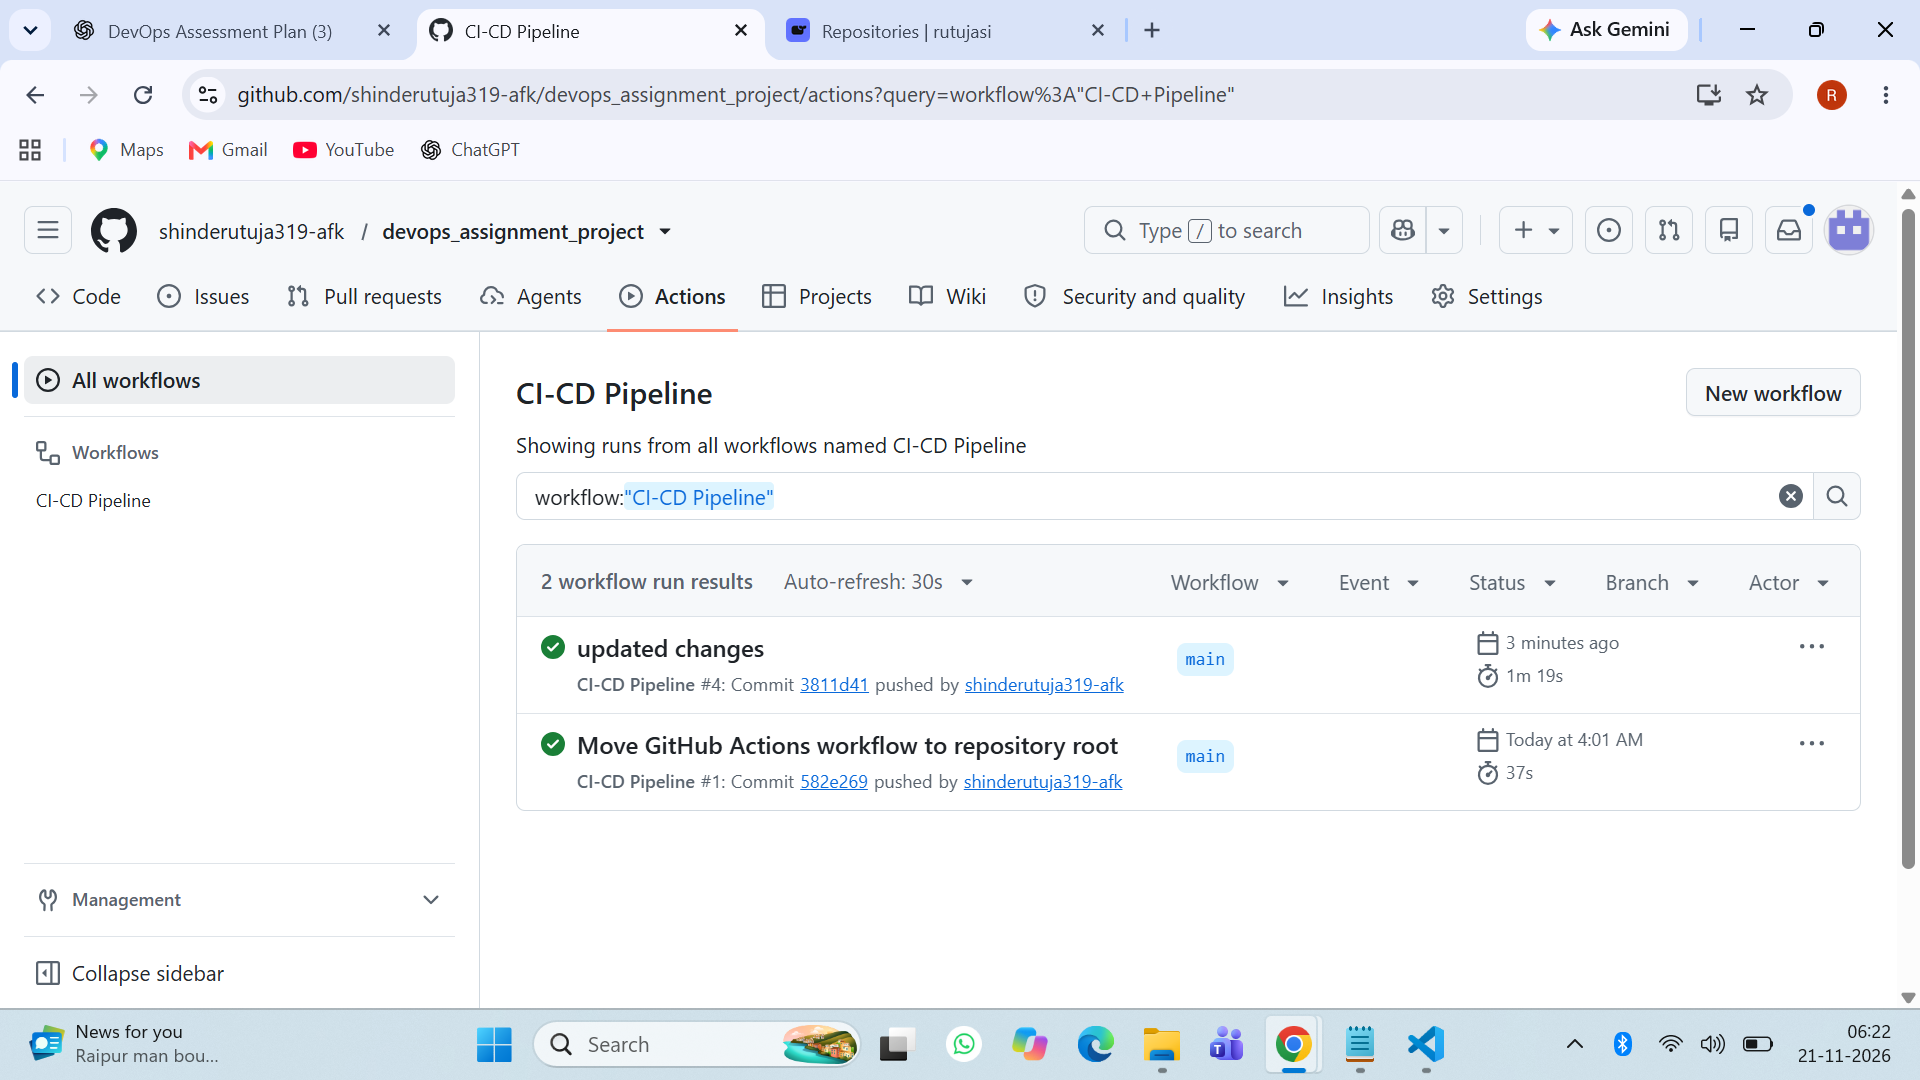 DevOps Assessment Plan (3)
CI-CD Pipeline
Repositories | rutujasi
Ask Gemini
github.com/shinderutuja319-afk/devops_assignment_project/actions?query=workflow%3A"CI-CD+Pipeline"
R
Maps
Gmail
YouTube
ChatGPT
shinderutuja319-afk / devops_assignment_project
Type / to search
Code
Issues
Pull requests
Agents
Actions
Projects
Wiki
Security and quality
Insights
Settings
All workflows
Workflows
CI-CD Pipeline
Management
Collapse sidebar
CI-CD Pipeline
New workflow
Showing runs from all workflows named CI-CD Pipeline
workflow:"CI-CD Pipeline"
2 workflow run results
Auto-refresh: 30s
Workflow
Event
Status
Branch
Actor
updated changes
CI-CD Pipeline #4: Commit 3811d41 pushed by shinderutuja319-afk
main
3 minutes ago
1m 19s
Move GitHub Actions workflow to repository root
CI-CD Pipeline #1: Commit 582e269 pushed by shinderutuja319-afk
main
Today at 4:01 AM
37s
News for you
Raipur man bou...
Search
06:22
21-11-2026